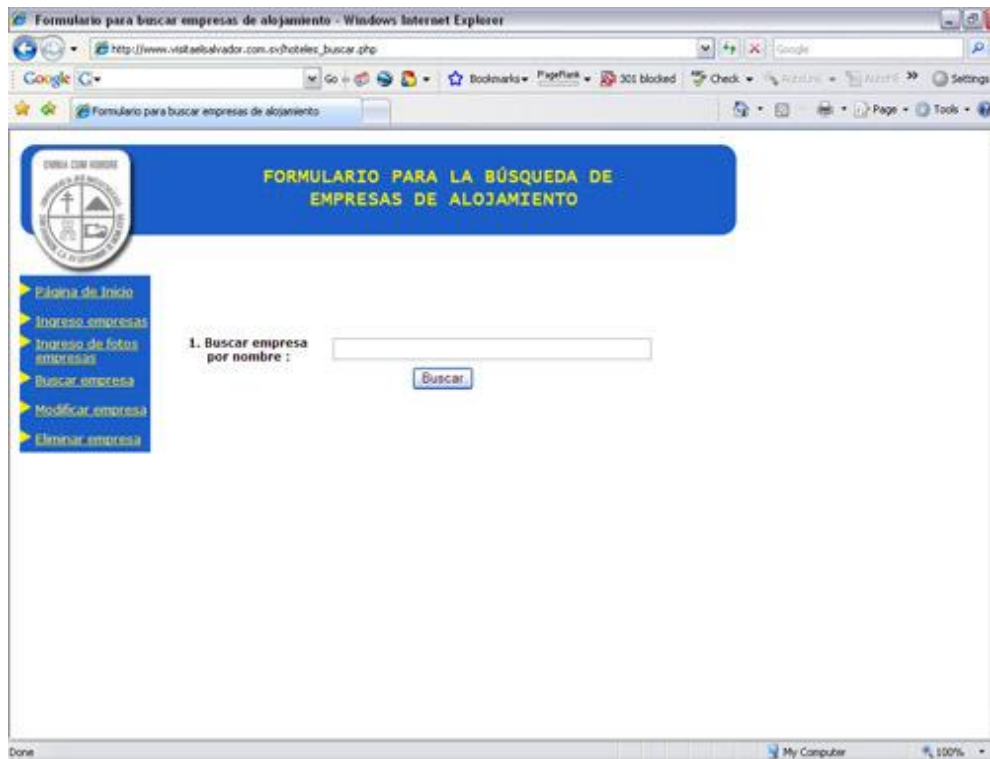 Formulario para buscar empresas de alojamiento - Windows Internet Explorer
http://www.visitaelsalvador.com.sv/hoteles_buscar.php
Google
Google G Go Bookmarks PageRank 301 blocked Check Settings
Formulario para buscar empresas de alojamiento Page Tools
FORMULARIO PARA LA BÚSQUEDA DE
EMPRESAS DE ALOJAMIENTO
Página de Inicio
Ingreso empresas
Ingreso de fotos
empresas
Buscar empresa
Modificar empresa
Eliminar empresa
1. Buscar empresa
por nombre :
Buscar
Done My Computer 100%